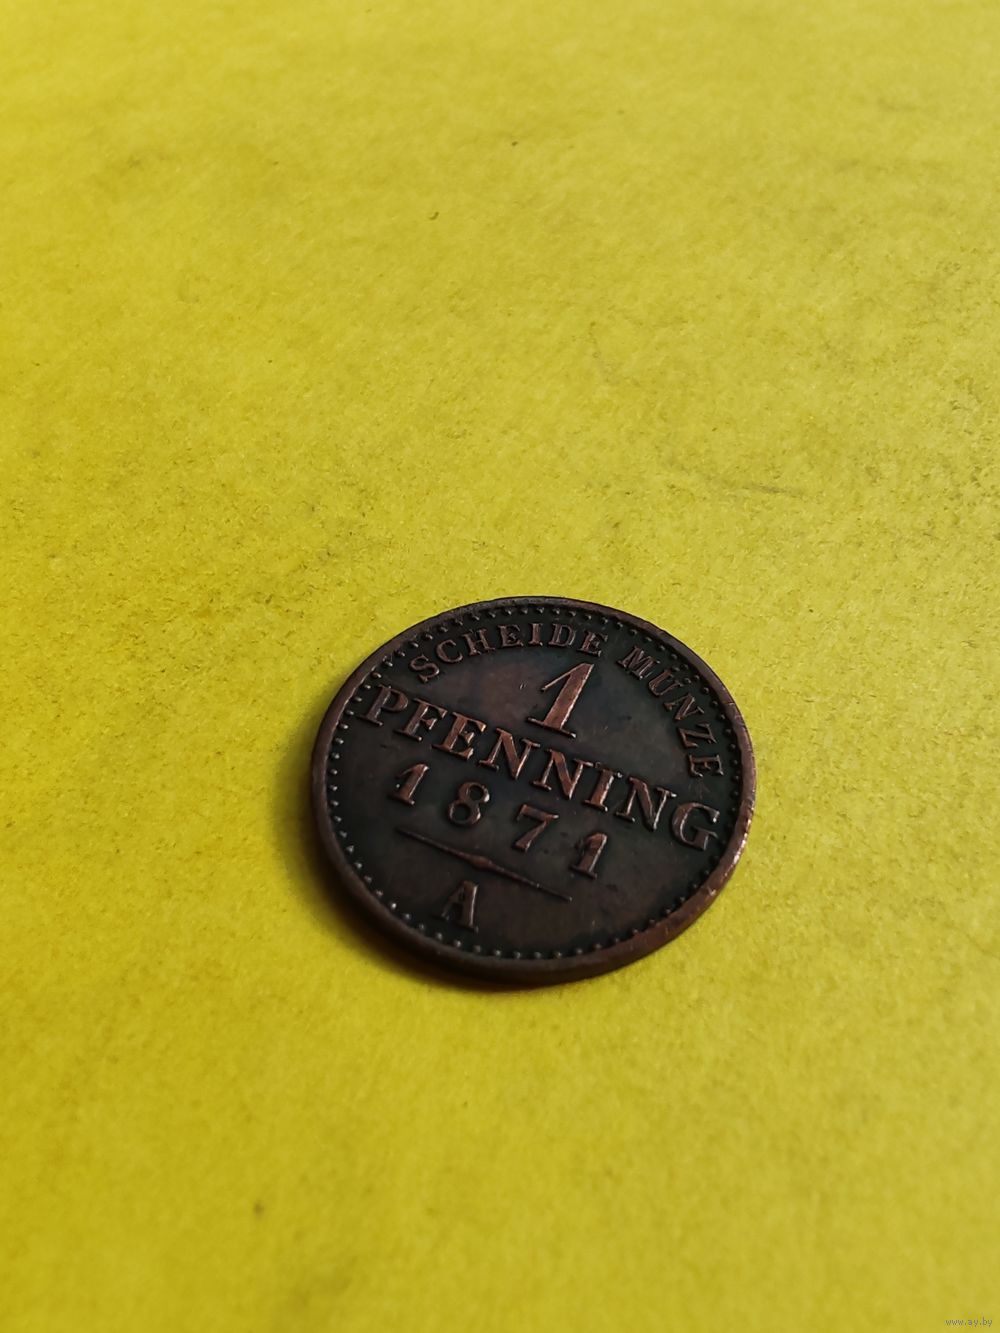 SCHEIDE MÜNZE
1
PFENNING
1871
A
www.ay.by